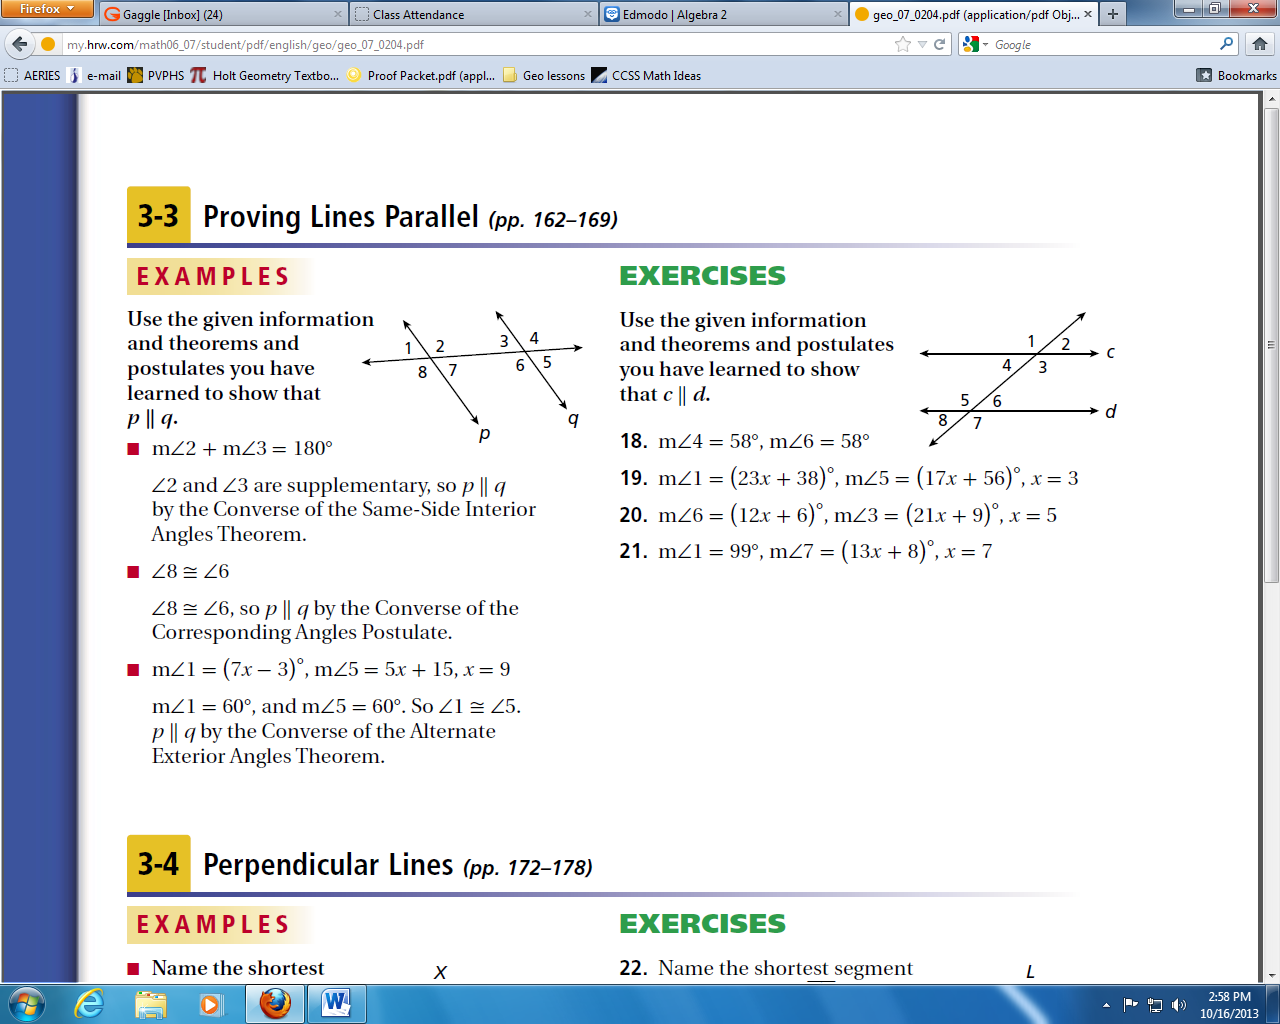 Firefox
Gaggle [Inbox] (24)
Class Attendance
Edmodo | Algebra 2
geo_07_0204.pdf (application/pdf Obj...
my.hrw.com/math06_07/student/pdf/english/geo/geo_07_0204.pdf
Google
AERIES
e-mail
PVPHS
Holt Geometry Textbo...
Proof Packet.pdf (appl...
Geo lessons
CCSS Math Ideas
Bookmarks
3-3 Proving Lines Parallel (pp. 162–169)
EXAMPLES
Use the given information
and theorems and
postulates you have
learned to show that
p ∥ q.
1 2 3 4
8 7 6 5
p q
m∠2 + m∠3 = 180°
∠2 and ∠3 are supplementary, so p ∥ q
by the Converse of the Same-Side Interior
Angles Theorem.
∠8 ≅ ∠6
∠8 ≅ ∠6, so p ∥ q by the Converse of the
Corresponding Angles Postulate.
m∠1 = (7x − 3)°, m∠5 = 5x + 15, x = 9
m∠1 = 60°, and m∠5 = 60°. So ∠1 ≅ ∠5.
p ∥ q by the Converse of the Alternate
Exterior Angles Theorem.
EXERCISES
Use the given information
and theorems and postulates
you have learned to show
that c ∥ d.
1 2 c
4 3
5 6 d
8 7
18. m∠4 = 58°, m∠6 = 58°
19. m∠1 = (23x + 38)°, m∠5 = (17x + 56)°, x = 3
20. m∠6 = (12x + 6)°, m∠3 = (21x + 9)°, x = 5
21. m∠1 = 99°, m∠7 = (13x + 8)°, x = 7
3-4 Perpendicular Lines (pp. 172–178)
EXAMPLES
Name the shortest
X
EXERCISES
22. Name the shortest segment
L
2:58 PM
10/16/2013